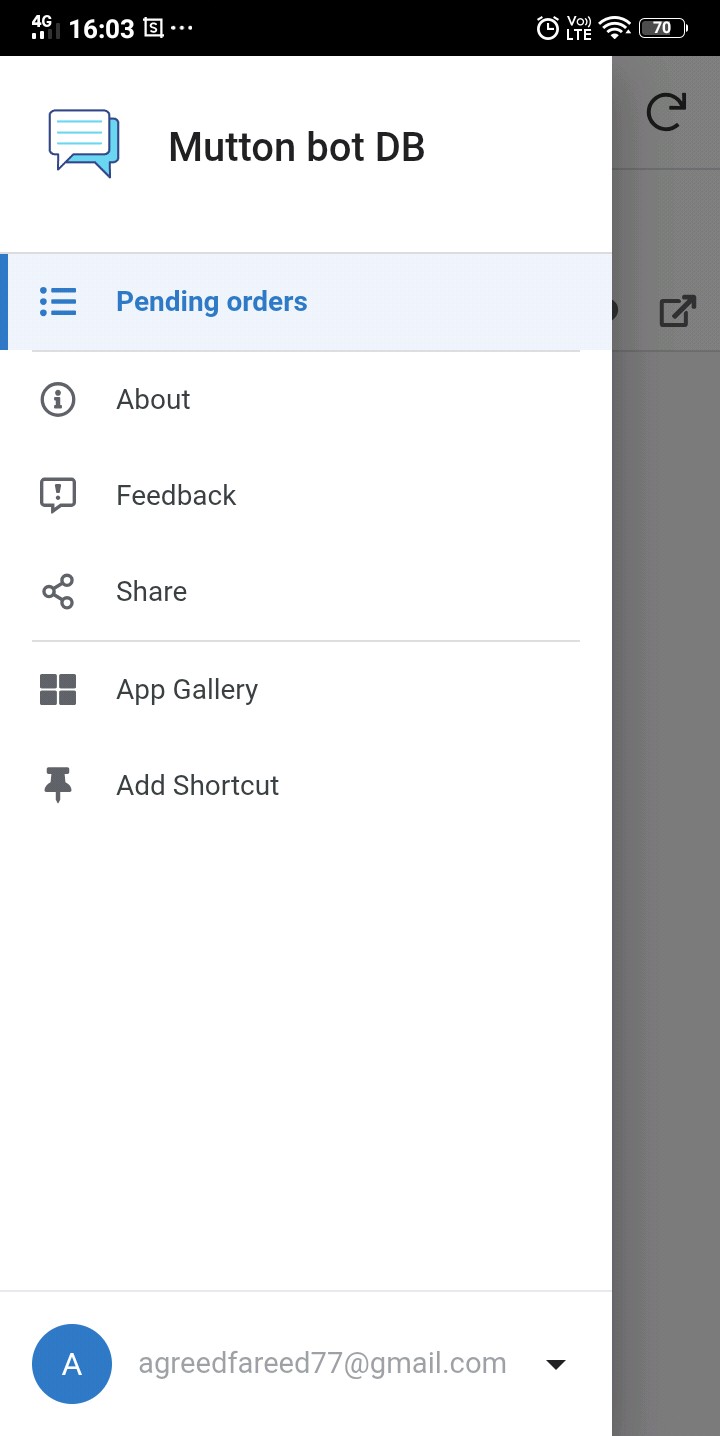 4G 16:03 S ... Vo)) LTE 70
Mutton bot DB
Pending orders
About
Feedback
Share
App Gallery
Add Shortcut
A agreedfareed77@gmail.com